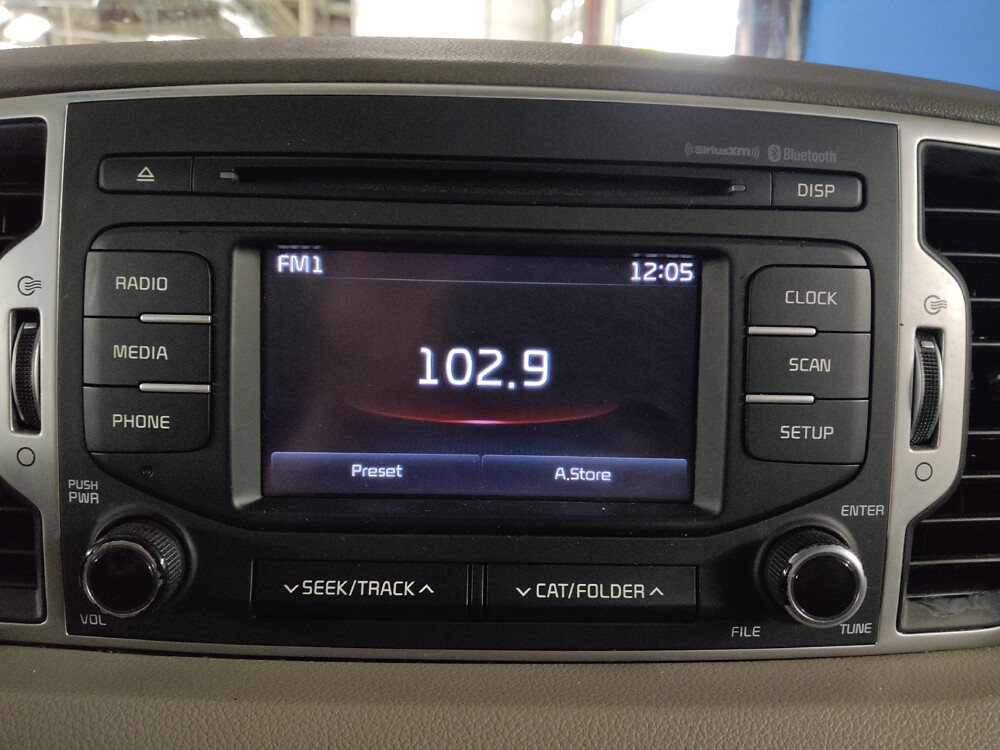 ((SiriusXM)) Bluetooth
DISP
FM1 12:05
RADIO
MEDIA
PHONE
102.9
CLOCK
SCAN
SETUP
Preset A.Store
PUSH
PWR
VOL
ENTER
SEEK/TRACK
CAT/FOLDER
FILE
TUNE